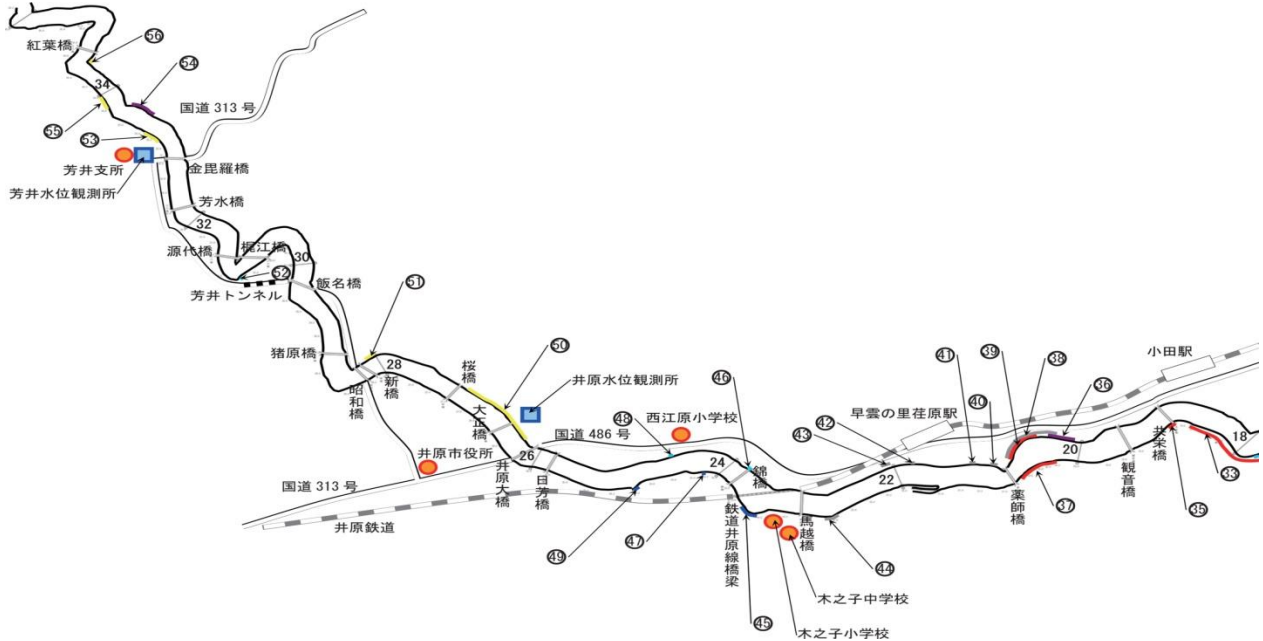 紅葉橋
56
34
54
国道 313 号
55
53
芳井支所
金毘羅橋
芳井水位観測所
芳水橋
32
源代橋
梶江橋
30
52
飯名橋
芳井トンネル
51
猪原橋
28
新橋
昭和橋
桜橋
50
井原水位観測所
大正橋
48
西江原小学校
46
国道 486 号
26
井原市役所
井原大橋
日芳橋
国道 313 号
井原鉄道
49
47
24
錦橋
鉄道井原線橋梁
45
馬越橋
44
木之子中学校
木之子小学校
43
42
早雲の里荏原駅
22
41
39
38
40
36
小田駅
20
薬師橋
37
観音橋
共栄橋
35
33
18